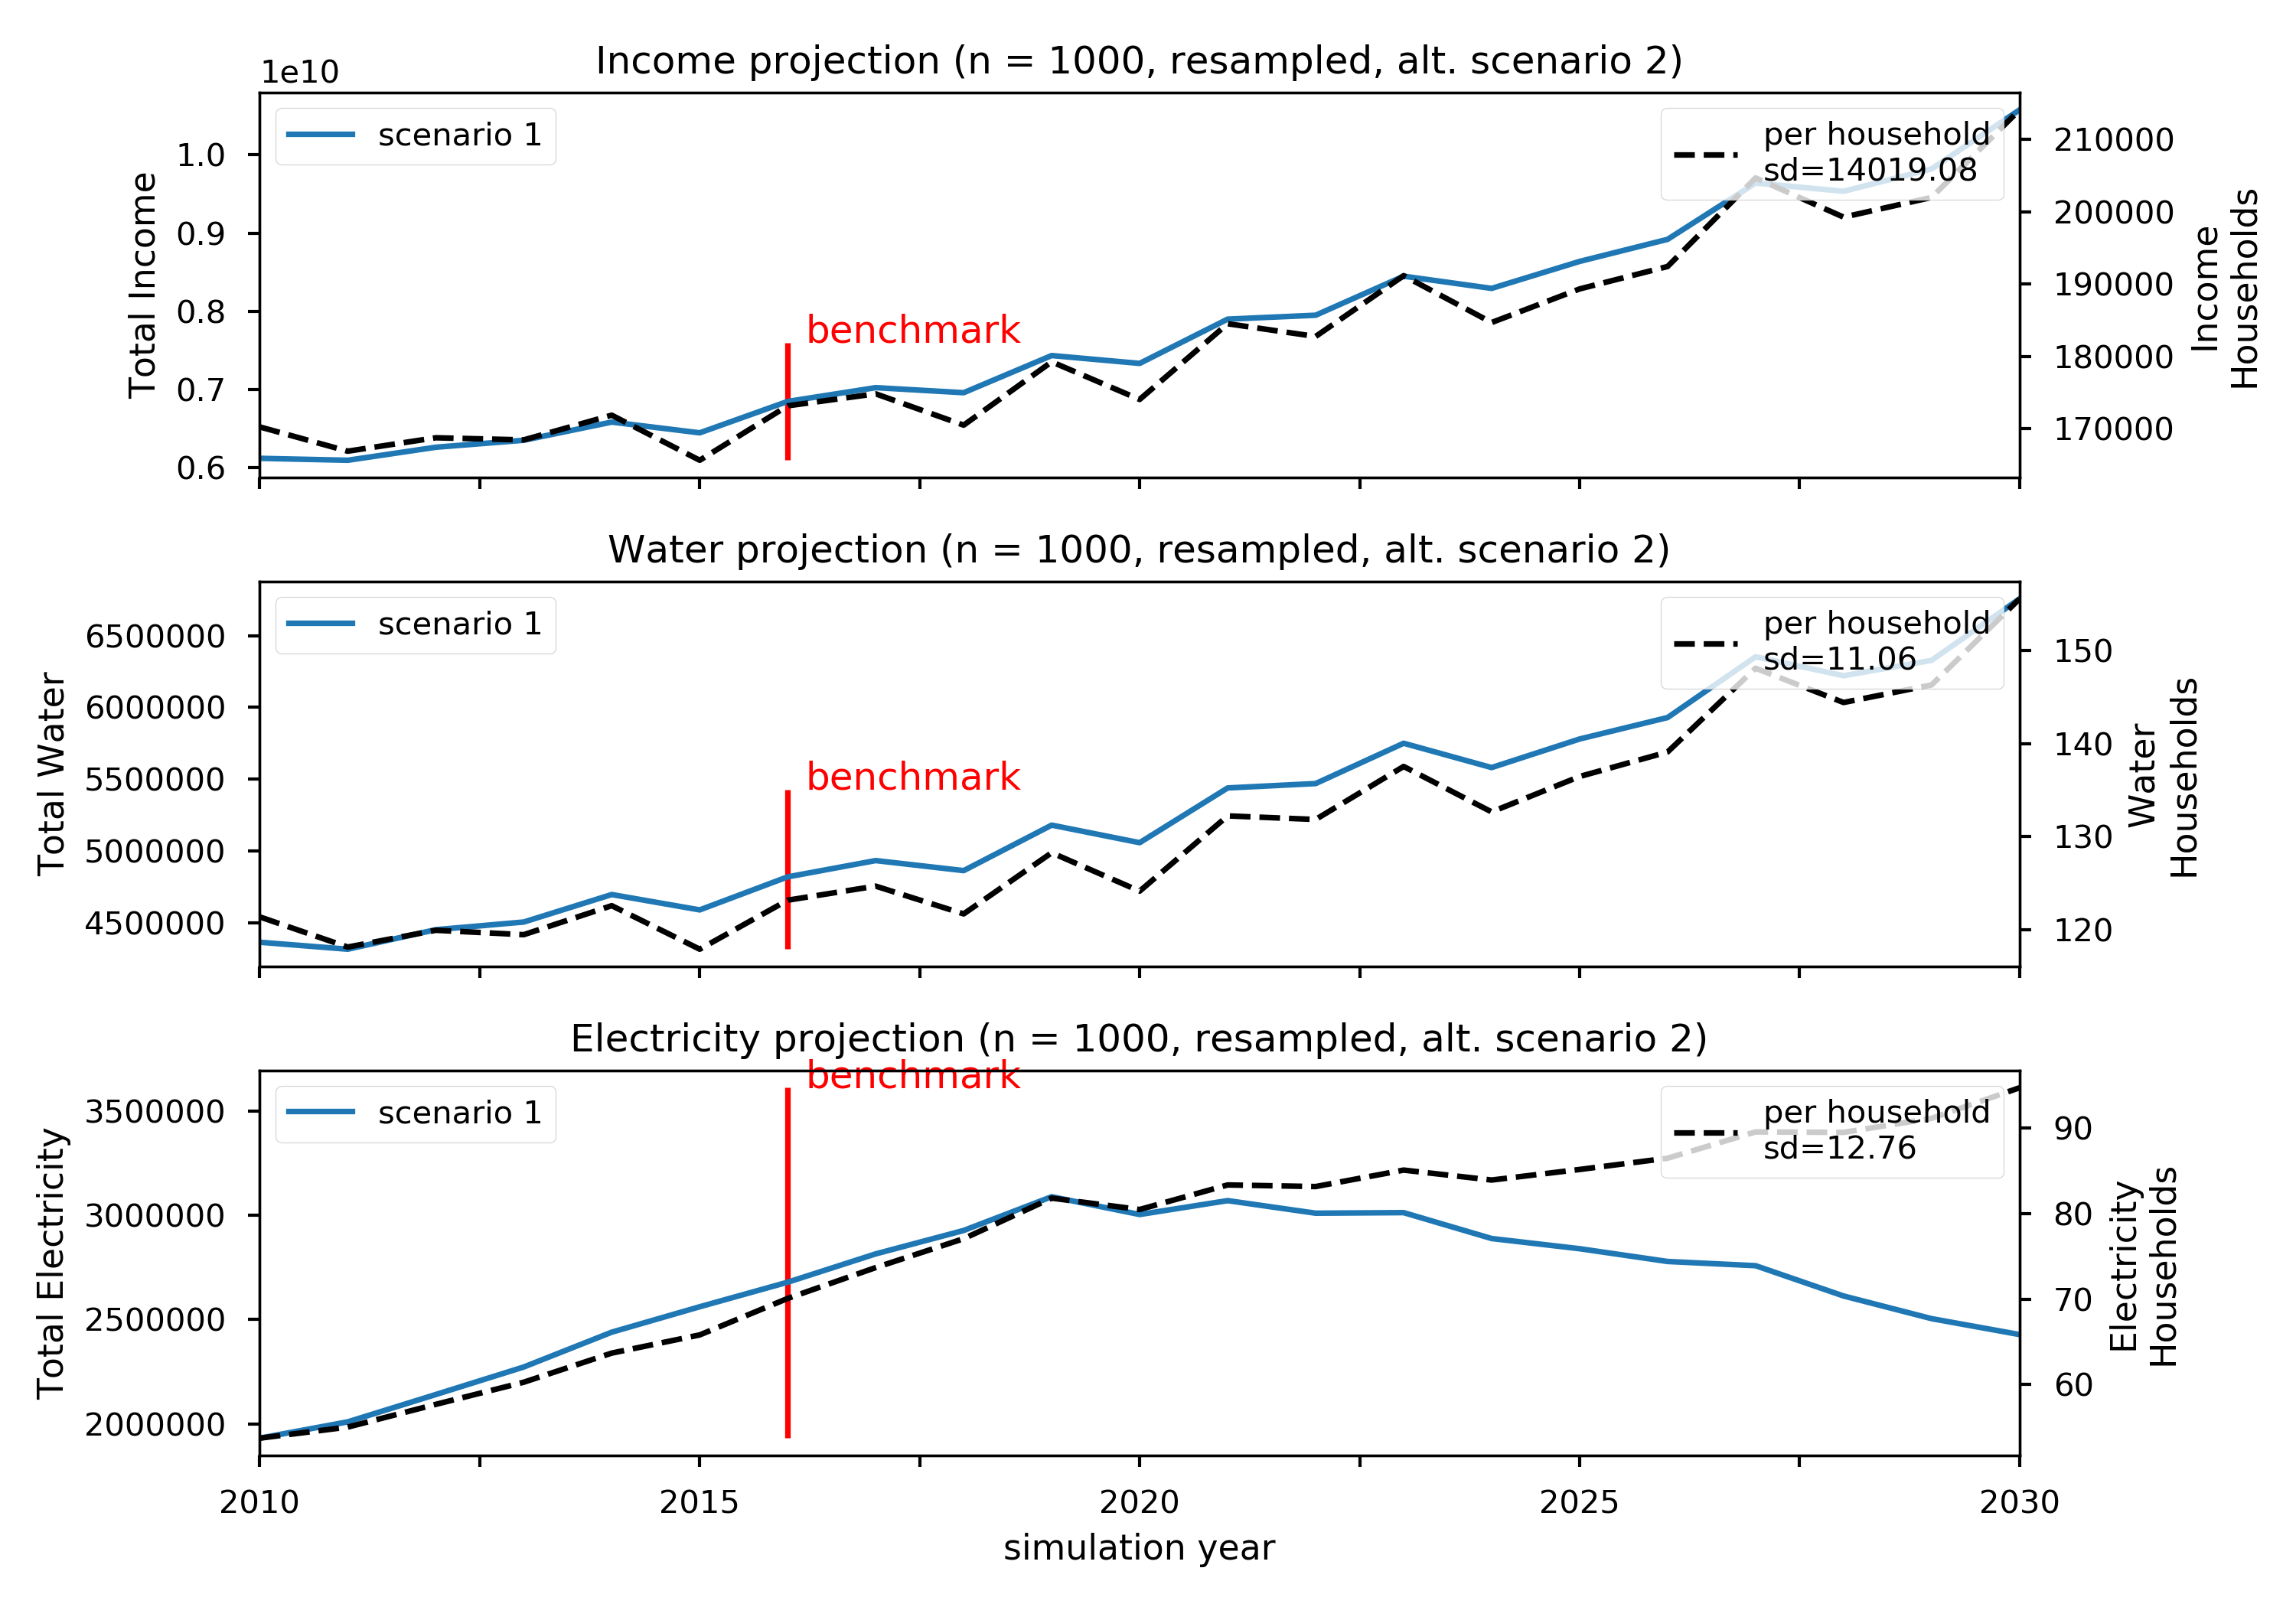 Income projection (n = 1000, resampled, alt. scenario 2)
1e10
scenario 1
per household
sd=14019.08
benchmark
1.0
0.9
0.8
0.7
0.6
Total Income
210000
200000
190000
180000
170000
Income
Households
Water projection (n = 1000, resampled, alt. scenario 2)
scenario 1
per household
sd=11.06
benchmark
6500000
6000000
5500000
5000000
4500000
Total Water
150
140
130
120
Water
Households
Electricity projection (n = 1000, resampled, alt. scenario 2)
benchmark
scenario 1
per household
sd=12.76
3500000
3000000
2500000
2000000
Total Electricity
90
80
70
60
Electricity
Households
2010 2015 2020 2025 2030
simulation year